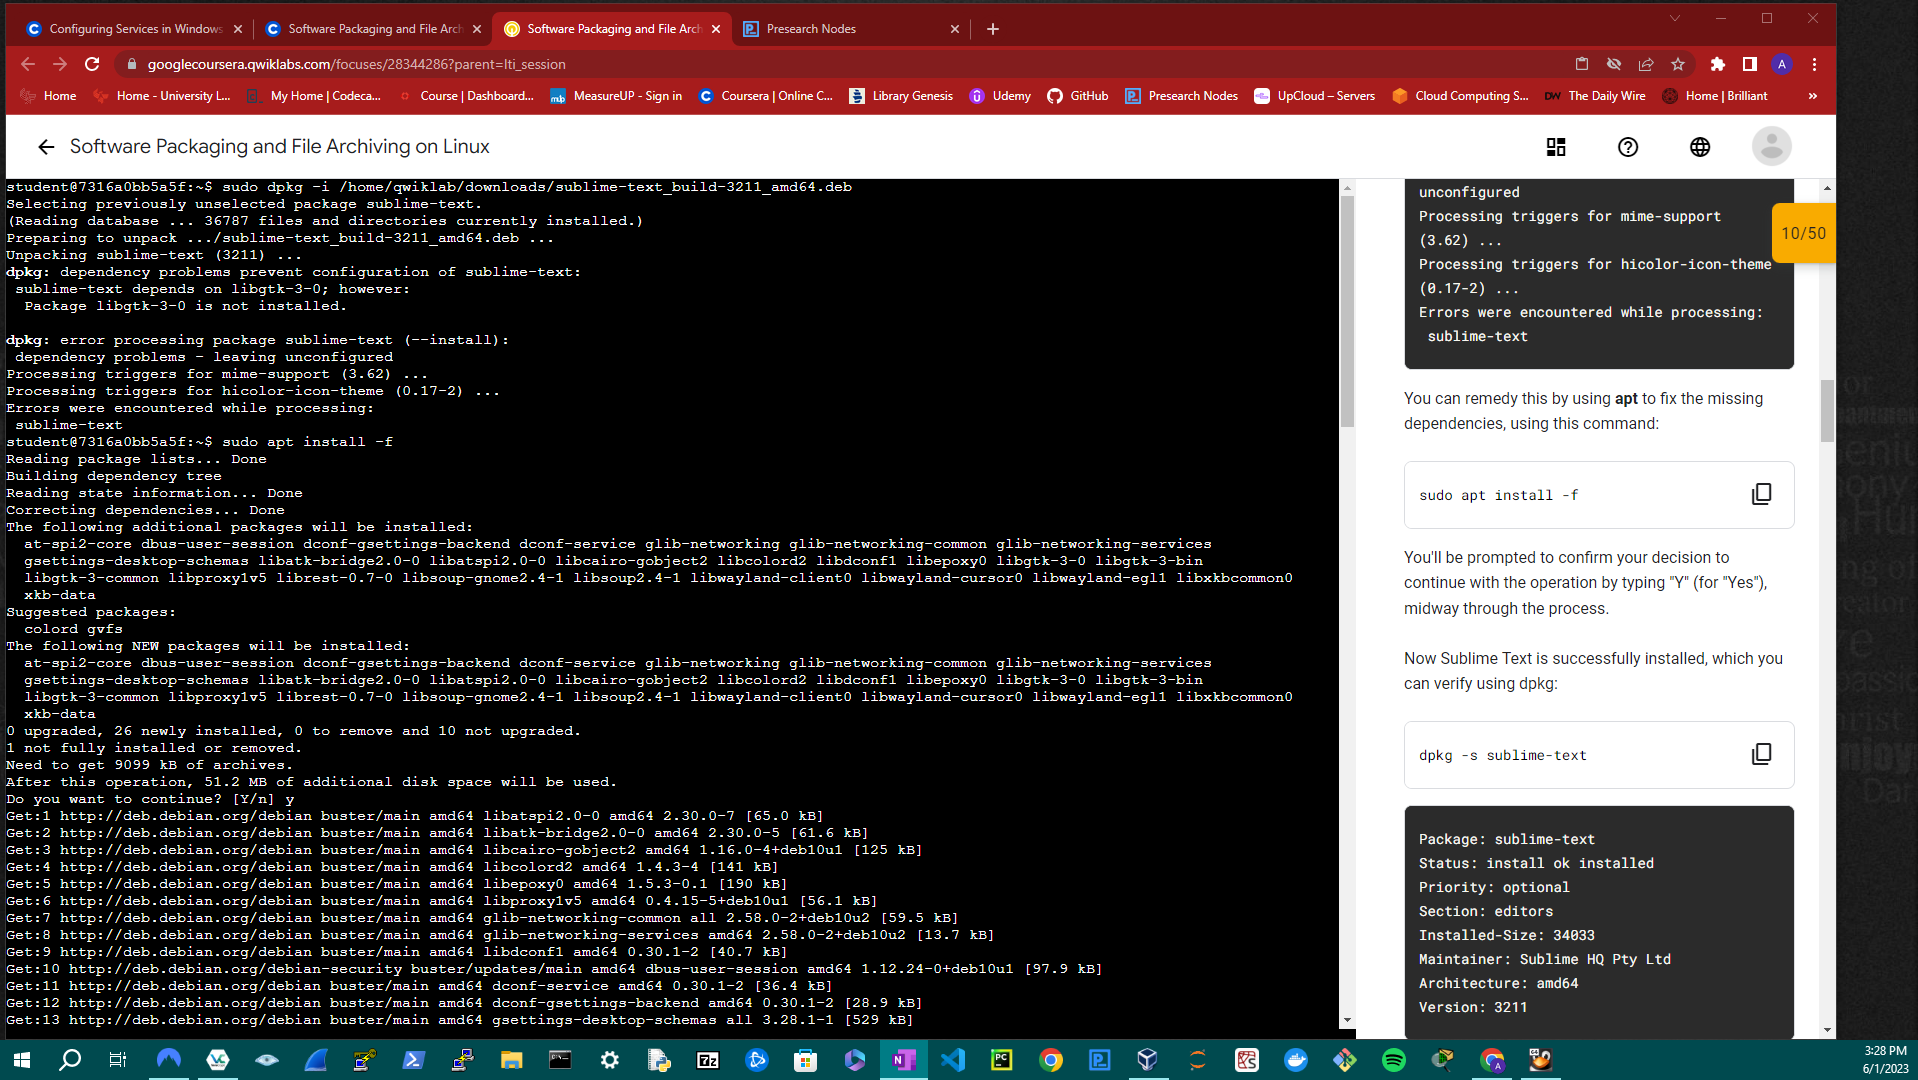 Configuring Services in Windows
Software Packaging and File Arch
Software Packaging and File Arch
Presearch Nodes
googlecoursera.qwiklabs.com/focuses/28344286?parent=lti_session
A
Home
Home - University L...
My Home | Codeca...
Course | Dashboard...
MeasureUP - Sign in
Coursera | Online C...
Library Genesis
Udemy
GitHub
Presearch Nodes
UpCloud – Servers
Cloud Computing S...
The Daily Wire
Home | Brilliant
»
Software Packaging and File Archiving on Linux
student@7316a0bb5a5f:~$ sudo dpkg -i /home/qwiklab/downloads/sublime-text_build-3211_amd64.deb
Selecting previously unselected package sublime-text.
(Reading database ... 36787 files and directories currently installed.)
Preparing to unpack .../sublime-text_build-3211_amd64.deb ...
Unpacking sublime-text (3211) ...
dpkg: dependency problems prevent configuration of sublime-text:
sublime-text depends on libgtk-3-0; however:
Package libgtk-3-0 is not installed.
dpkg: error processing package sublime-text (--install):
dependency problems - leaving unconfigured
Processing triggers for mime-support (3.62) ...
Processing triggers for hicolor-icon-theme (0.17-2) ...
Errors were encountered while processing:
sublime-text
student@7316a0bb5a5f:~$ sudo apt install -f
Reading package lists... Done
Building dependency tree
Reading state information... Done
Correcting dependencies... Done
The following additional packages will be installed:
at-spi2-core dbus-user-session dconf-gsettings-backend dconf-service glib-networking glib-networking-common glib-networking-services
gsettings-desktop-schemas libatk-bridge2.0-0 libatspi2.0-0 libcairo-gobject2 libcolord2 libdconf1 libepoxy0 libgtk-3-0 libgtk-3-bin
libgtk-3-common libproxy1v5 librest-0.7-0 libsoup-gnome2.4-1 libsoup2.4-1 libwayland-client0 libwayland-cursor0 libwayland-egl1 libxkbcommon0
xkb-data
Suggested packages:
colord gvfs
The following NEW packages will be installed:
at-spi2-core dbus-user-session dconf-gsettings-backend dconf-service glib-networking glib-networking-common glib-networking-services
gsettings-desktop-schemas libatk-bridge2.0-0 libatspi2.0-0 libcairo-gobject2 libcolord2 libdconf1 libepoxy0 libgtk-3-0 libgtk-3-bin
libgtk-3-common libproxy1v5 librest-0.7-0 libsoup-gnome2.4-1 libsoup2.4-1 libwayland-client0 libwayland-cursor0 libwayland-egl1 libxkbcommon0
xkb-data
0 upgraded, 26 newly installed, 0 to remove and 10 not upgraded.
1 not fully installed or removed.
Need to get 9099 kB of archives.
After this operation, 51.2 MB of additional disk space will be used.
Do you want to continue? [Y/n] y
Get:1 http://deb.debian.org/debian buster/main amd64 libatspi2.0-0 amd64 2.30.0-7 [65.0 kB]
Get:2 http://deb.debian.org/debian buster/main amd64 libatk-bridge2.0-0 amd64 2.30.0-5 [61.6 kB]
Get:3 http://deb.debian.org/debian buster/main amd64 libcairo-gobject2 amd64 1.16.0-4+deb10u1 [125 kB]
Get:4 http://deb.debian.org/debian buster/main amd64 libcolord2 amd64 1.4.3-4 [141 kB]
Get:5 http://deb.debian.org/debian buster/main amd64 libepoxy0 amd64 1.5.3-0.1 [190 kB]
Get:6 http://deb.debian.org/debian buster/main amd64 libproxy1v5 amd64 0.4.15-5+deb10u1 [56.1 kB]
Get:7 http://deb.debian.org/debian buster/main amd64 glib-networking-common all 2.58.0-2+deb10u2 [59.5 kB]
Get:8 http://deb.debian.org/debian buster/main amd64 glib-networking-services amd64 2.58.0-2+deb10u2 [13.7 kB]
Get:9 http://deb.debian.org/debian buster/main amd64 libdconf1 amd64 0.30.1-2 [40.7 kB]
Get:10 http://deb.debian.org/debian-security buster/updates/main amd64 dbus-user-session amd64 1.12.24-0+deb10u1 [97.9 kB]
Get:11 http://deb.debian.org/debian buster/main amd64 dconf-service amd64 0.30.1-2 [36.4 kB]
Get:12 http://deb.debian.org/debian buster/main amd64 dconf-gsettings-backend amd64 0.30.1-2 [28.9 kB]
Get:13 http://deb.debian.org/debian buster/main amd64 gsettings-desktop-schemas all 3.28.1-1 [529 kB]
unconfigured
Processing triggers for mime-support
(3.62) ...
Processing triggers for hicolor-icon-theme
(0.17-2) ...
Errors were encountered while processing:
sublime-text
10/50
You can remedy this by using apt to fix the missing
dependencies, using this command:
sudo apt install -f
You'll be prompted to confirm your decision to
continue with the operation by typing "Y" (for "Yes"),
midway through the process.
Now Sublime Text is successfully installed, which you
can verify using dpkg:
dpkg -s sublime-text
Package: sublime-text
Status: install ok installed
Priority: optional
Section: editors
Installed-Size: 34033
Maintainer: Sublime HQ Pty Ltd
Architecture: amd64
Version: 3211
3:28 PM
6/1/2023